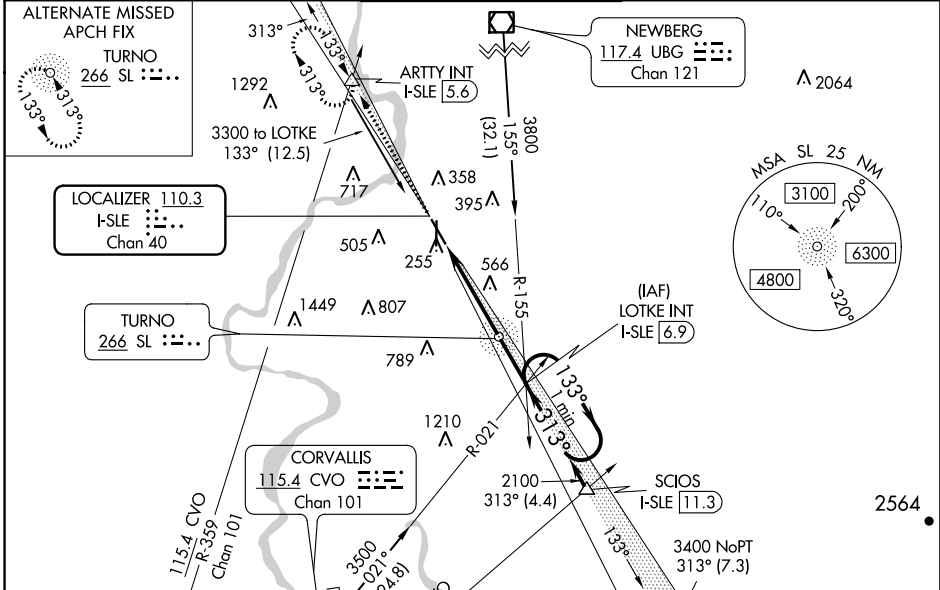 ALTERNATE MISSED
APCH FIX
TURNO
266 SL
133°
313°
313°
133°
313°
1292
ARTTY INT
I-SLE 5.6
3300 to LOTKE
133° (12.5)
NEWBERG
117.4 UBG
Chan 121
3800
155°
(32.1)
2064
MSA SL 25 NM
3100
110°
200°
6300
4800
320°
LOCALIZER 110.3
I-SLE
Chan 40
717
358
395
505
255
566
R-155
1449
807
TURNO
266 SL
789
(IAF)
LOTKE INT
I-SLE 6.9
133°
1 min
313°
1210
R-021
CORVALLIS
115.4 CVO
Chan 101
2100
313° (4.4)
SCIOS
I-SLE 11.3
2564
115.4 CVO
R-359
Chan 101
3500
021°
133°
3400 NoPT
313° (7.3)